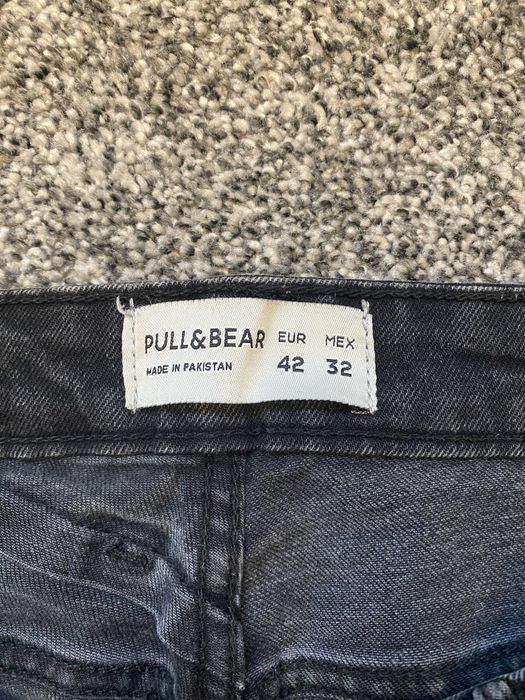 PULL&BEAR EUR MEX
MADE IN PAKISTAN 42 32